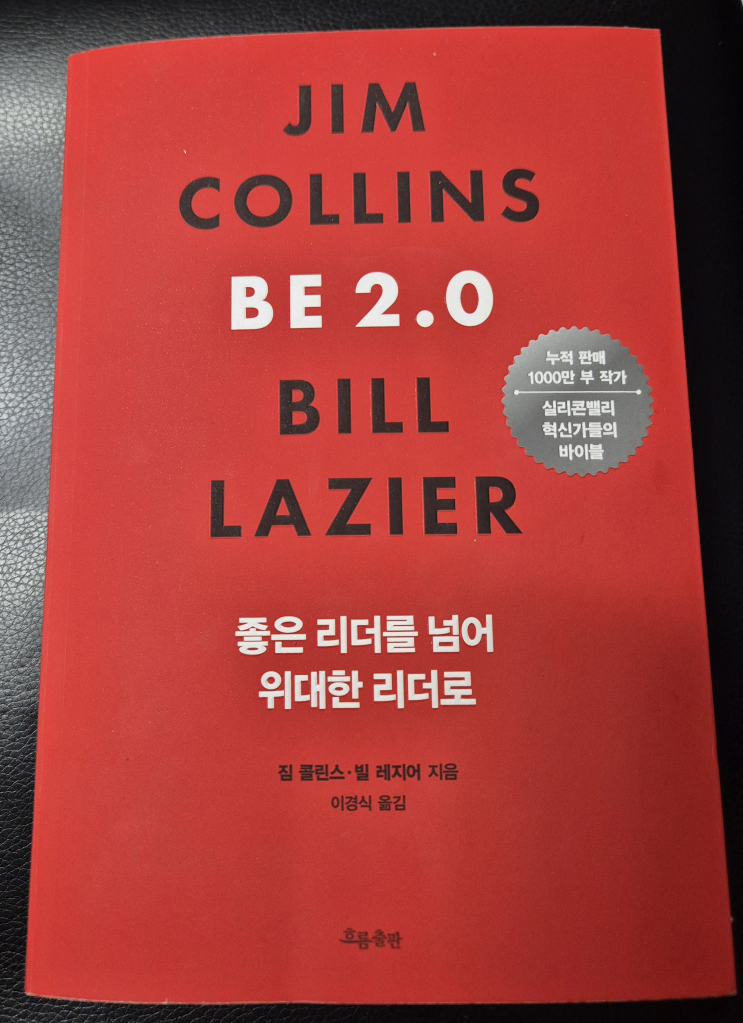 JIM
COLLINS
BE 2.0
BILL
LAZIER
누적 판매
1000만 부 작가
실리콘밸리
혁신가들의
바이블
좋은 리더를 넘어
위대한 리더로
짐 콜린스·빌 레지어 지음
이경식 옮김
흐름출판